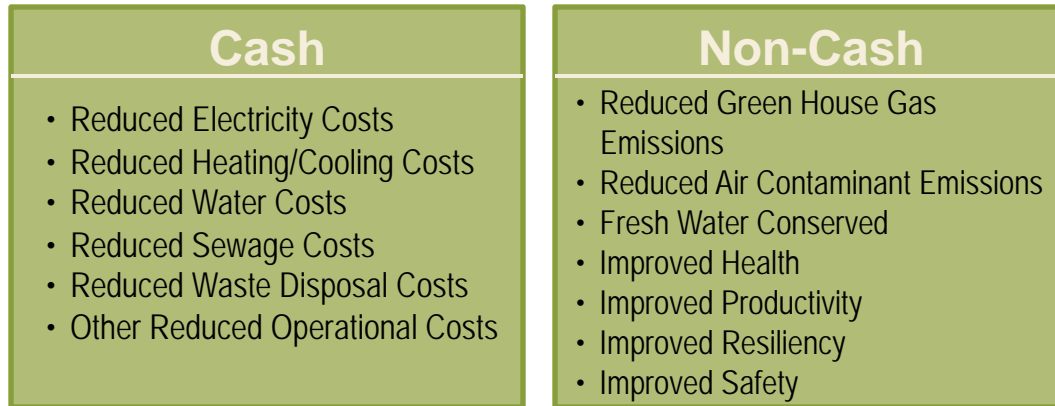 Cash
• Reduced Electricity Costs
• Reduced Heating/Cooling Costs
• Reduced Water Costs
• Reduced Sewage Costs
• Reduced Waste Disposal Costs
• Other Reduced Operational Costs
Non-Cash
• Reduced Green House Gas
Emissions
• Reduced Air Contaminant Emissions
• Fresh Water Conserved
• Improved Health
• Improved Productivity
• Improved Resiliency
• Improved Safety